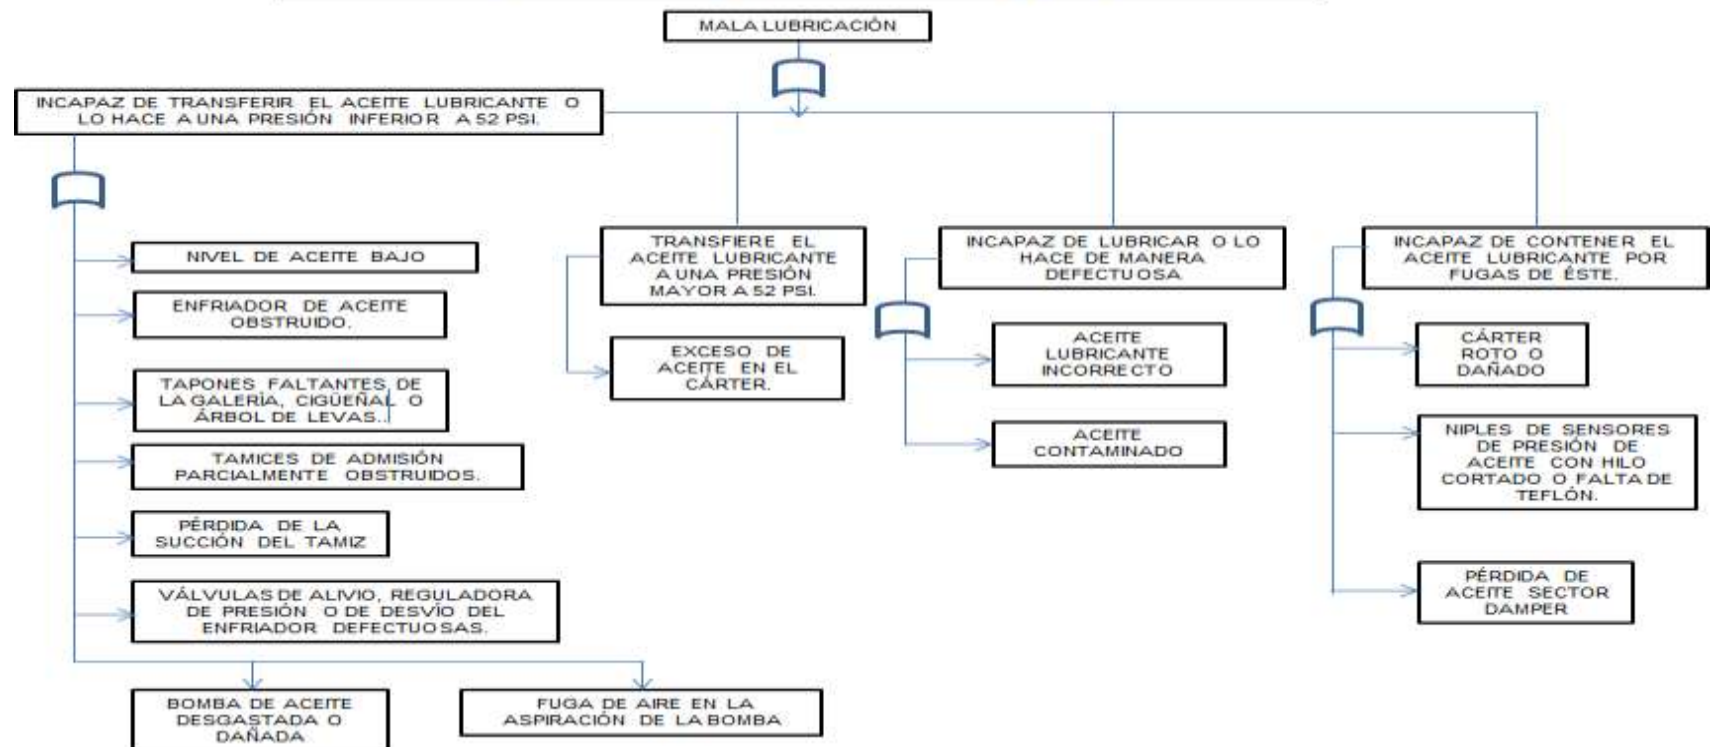 MALA LUBRICACIÓN
INCAPAZ DE TRANSFERIR EL ACEITE LUBRICANTE O
LO HACE A UNA PRESIÓN INFERIOR A 52 PSI.
NIVEL DE ACEITE BAJO
ENFRIADOR DE ACEITE
OBSTRUIDO.
TAPONES FALTANTES DE
LA GALERÍA, CIGÜEÑAL O
ÁRBOL DE LEVAS..
TAMICES DE ADMISIÓN
PARCIALMENTE OBSTRUIDOS.
PÉRDIDA DE LA
SUCCIÓN DEL TAMIZ
VÁLVULAS DE ALIVIO, REGULADORA
DE PRESIÓN O DE DESVÍO DEL
ENFRIADOR DEFECTUOSAS.
BOMBA DE ACEITE
DESGASTADA O
DAÑADA
FUGA DE AIRE EN LA
ASPIRACIÓN DE LA BOMBA
TRANSFIERE EL
ACEITE LUBRICANTE
A UNA PRESIÓN
MAYOR A 52 PSI.
EXCESO DE
ACEITE EN EL
CÁRTER.
INCAPAZ DE LUBRICAR O LO
HACE DE MANERA
DEFECTUOSA
ACEITE
LUBRICANTE
INCORRECTO
ACEITE
CONTAMINADO
INCAPAZ DE CONTENER EL
ACEITE LUBRICANTE POR
FUGAS DE ÉSTE.
CÁRTER
ROTO O
DAÑADO
NIPLES DE SENSORES
DE PRESIÓN DE
ACEITE CON HILO
CORTADO O FALTA DE
TEFLÓN.
PÉRDIDA DE
ACEITE SECTOR
DAMPER